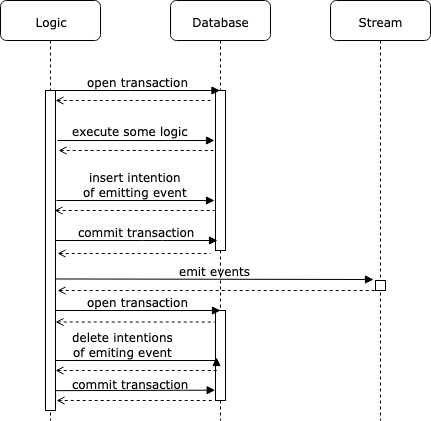 Logic
Database
Stream
open transaction
execute some logic
insert intention
of emitting event
commit transaction
emit events
open transaction
delete intentions
of emiting event
commit transaction